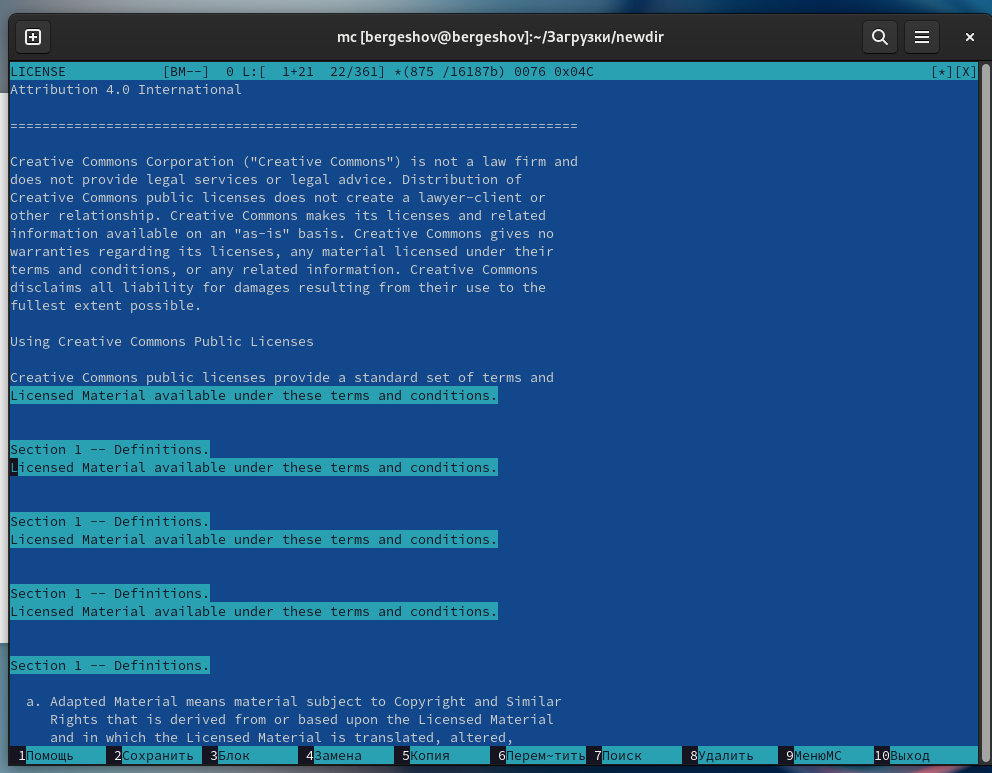 mc [bergeshov@bergeshov]:~/Загрузки/newdir
LICENSE [BM--] 0 L:[ 1+21 22/361] *(875 /16187b) 0076 0x04C [*][X]
Attribution 4.0 International
=======================================================================
Creative Commons Corporation ("Creative Commons") is not a law firm and
does not provide legal services or legal advice. Distribution of
Creative Commons public licenses does not create a lawyer-client or
other relationship. Creative Commons makes its licenses and related
information available on an "as-is" basis. Creative Commons gives no
warranties regarding its licenses, any material licensed under their
terms and conditions, or any related information. Creative Commons
disclaims all liability for damages resulting from their use to the
fullest extent possible.
Using Creative Commons Public Licenses
Creative Commons public licenses provide a standard set of terms and
Licensed Material available under these terms and conditions.
Section 1 -- Definitions.
Licensed Material available under these terms and conditions.
Section 1 -- Definitions.
Licensed Material available under these terms and conditions.
Section 1 -- Definitions.
Licensed Material available under these terms and conditions.
Section 1 -- Definitions.
a. Adapted Material means material subject to Copyright and Similar
Rights that is derived from or based upon the Licensed Material
and in which the Licensed Material is translated, altered,
1Помощь 2Сохранить 3Блок 4Замена 5Копия 6Перем~тить 7Поиск 8Удалить 9МенюMC 10Выход